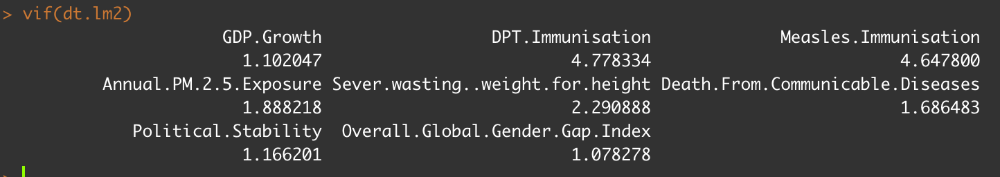 > vif(dt.lm2)
GDP.Growth DPT.Immunisation Measles.Immunisation
1.102047 4.778334 4.647800
Annual.PM.2.5.Exposure Sever.wasting..weight.for.height Death.From.Communicable.Diseases
1.888218 2.290888 1.686483
Political.Stability Overall.Global.Gender.Gap.Index
1.166201 1.078278
>